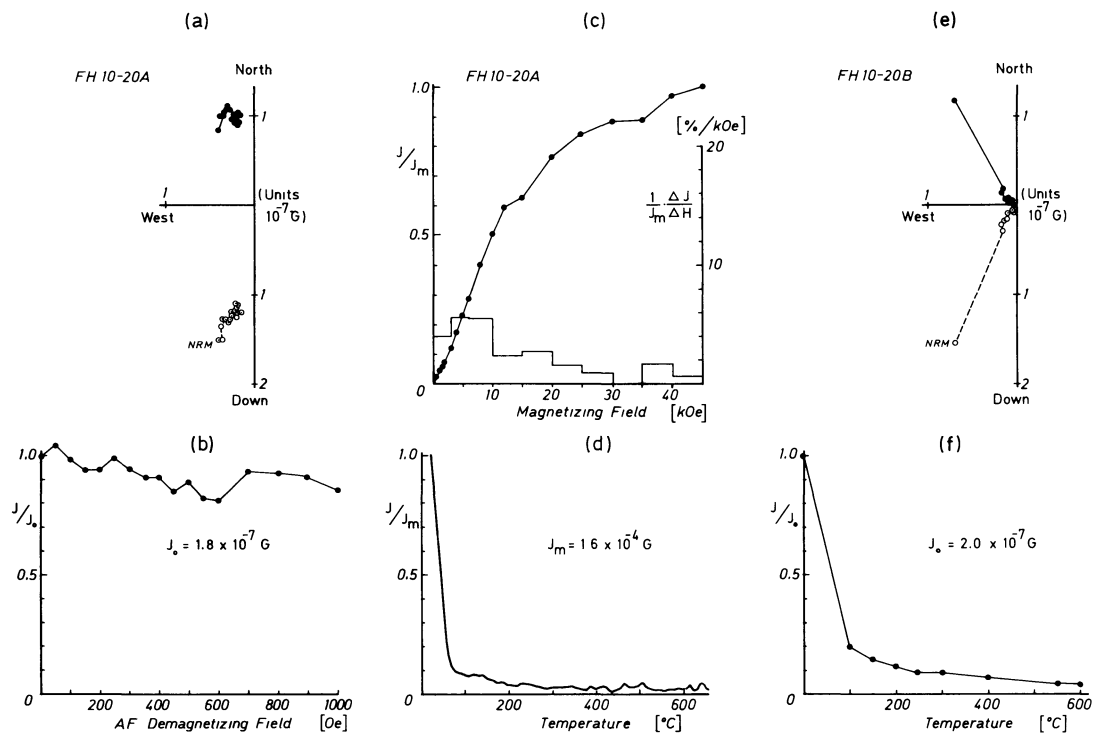 (a)
FH 10-20A
North
1
1
West
(Units
10⁻⁷ G)
1
NRM
2
Down
(b)
1.0
J/J₀
0.5
0
J₀ = 1.8 x 10⁻⁷ G
200 400 600 800 1000
AF Demagnetizing Field [Oe]
(c)
FH 10-20A
1.0
J/Jm
0.5
0
[%/kOe]
20
1/Jm · ΔJ/ΔH
10
10 20 30 40
Magnetizing Field [kOe]
(d)
1.0
J/Jm
0.5
0
Jm = 1 6 x 10⁻⁴ G
200 400 600
Temperature [°C]
(e)
FH 10-20B
North
1
1
West
(Units
10⁻⁷ G)
1
NRM
2
Down
(f)
1.0
J/J₀
0.5
0
J₀ = 2.0 x 10⁻⁷ G
200 400 600
Temperature [°C]